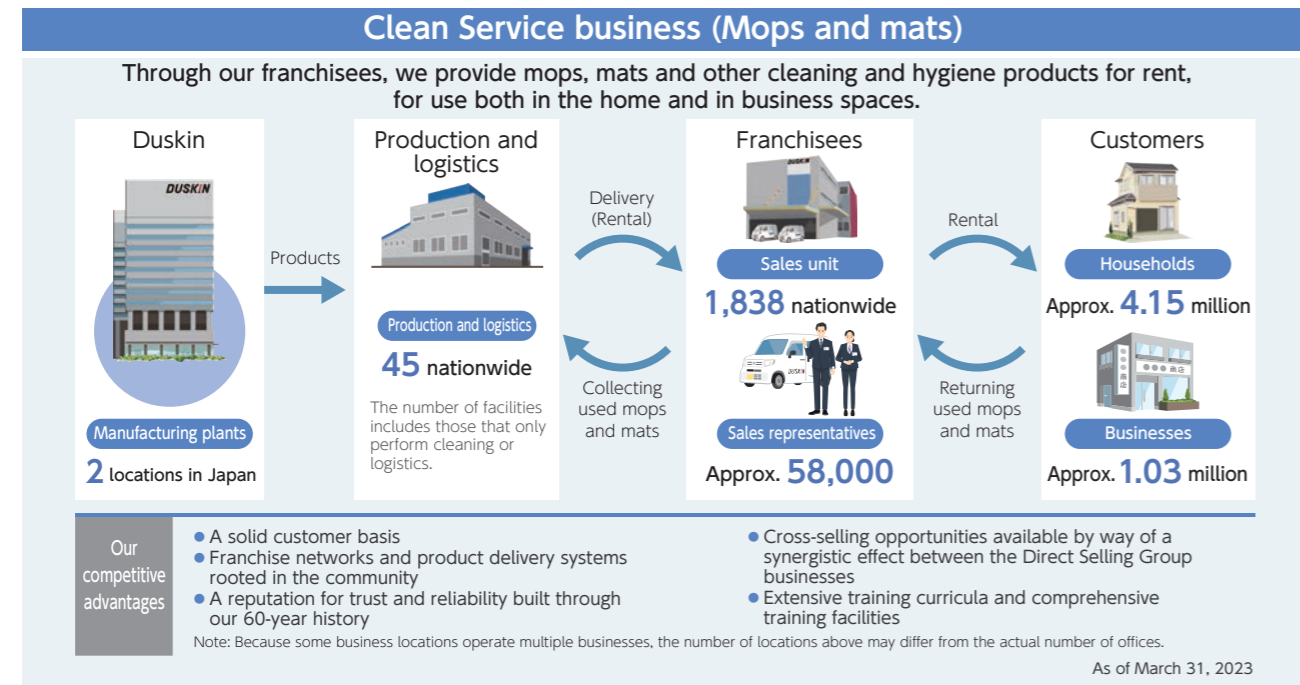 Clean Service business (Mops and mats)
Through our franchisees, we provide mops, mats and other cleaning and hygiene products for rent,
for use both in the home and in business spaces.
Duskin
DUSKIN
Manufacturing plants
2 locations in Japan
Products
Production and
logistics
Production and logistics
45 nationwide
The number of facilities
includes those that only
perform cleaning or
logistics.
Delivery
(Rental)
Collecting
used mops
and mats
Franchisees
DUSKIN
Sales unit
1,838 nationwide
DUSKIN
Sales representatives
Approx. 58,000
Rental
Returning
used mops
and mats
Customers
Households
Approx. 4.15 million
●●● 商店
●●●商店
Businesses
Approx. 1.03 million
Our
competitive
advantages
● A solid customer basis
● Franchise networks and product delivery systems
rooted in the community
● A reputation for trust and reliability built through
our 60-year history
● Cross-selling opportunities available by way of a
synergistic effect between the Direct Selling Group
businesses
● Extensive training curricula and comprehensive
training facilities
Note: Because some business locations operate multiple businesses, the number of locations above may differ from the actual number of offices.
As of March 31, 2023